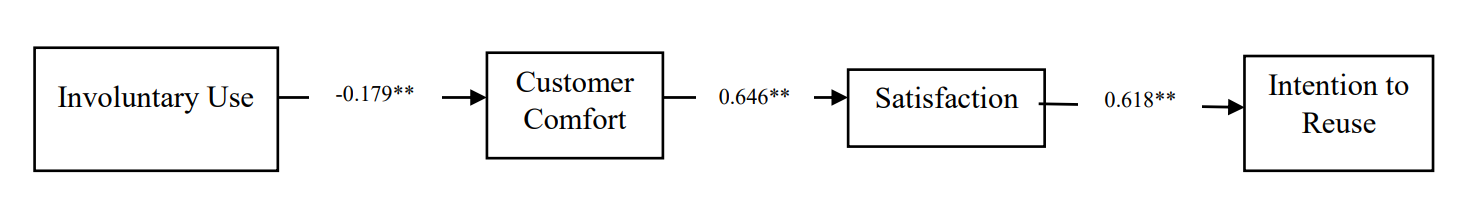 Involuntary Use
-0.179**
Customer
Comfort
0.646**
Satisfaction
0.618**
Intention to
Reuse